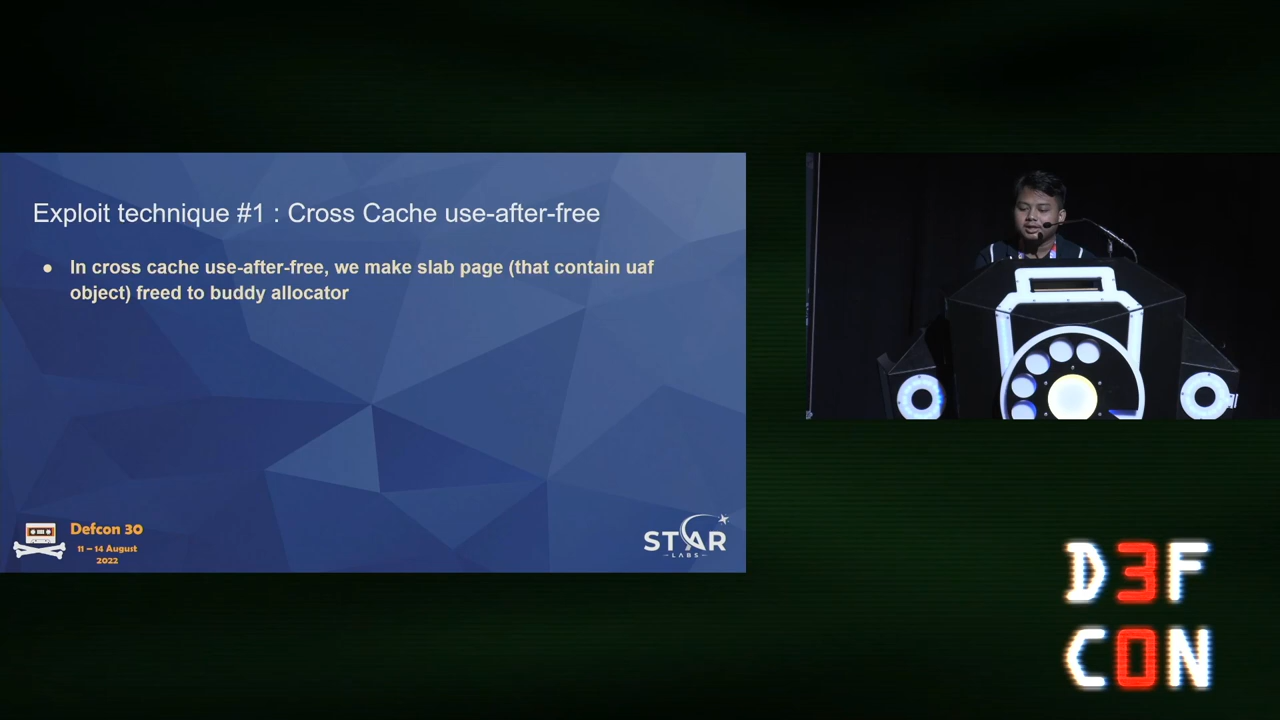 Exploit technique #1 : Cross Cache use-after-free
● In cross cache use-after-free, we make slab page (that contain uaf
object) freed to buddy allocator
Defcon 30
11 – 14 August
2022
STAR
LABS
D3F
C0N